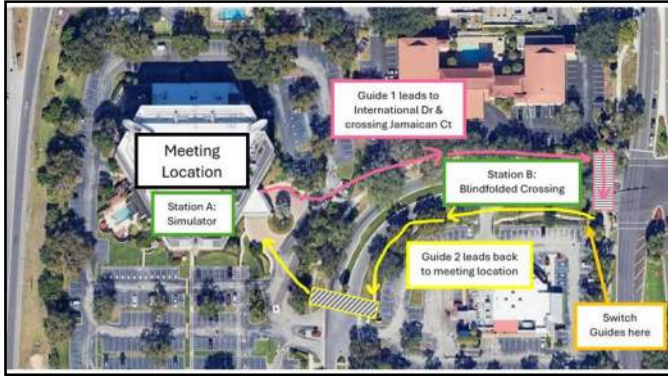 Guide 1 leads to
International Dr &
crossing Jamaican Ct
Meeting
Location
Station A:
Simulator
Station B:
Blindfolded Crossing
Guide 2 leads back
to meeting location
Switch
Guides here